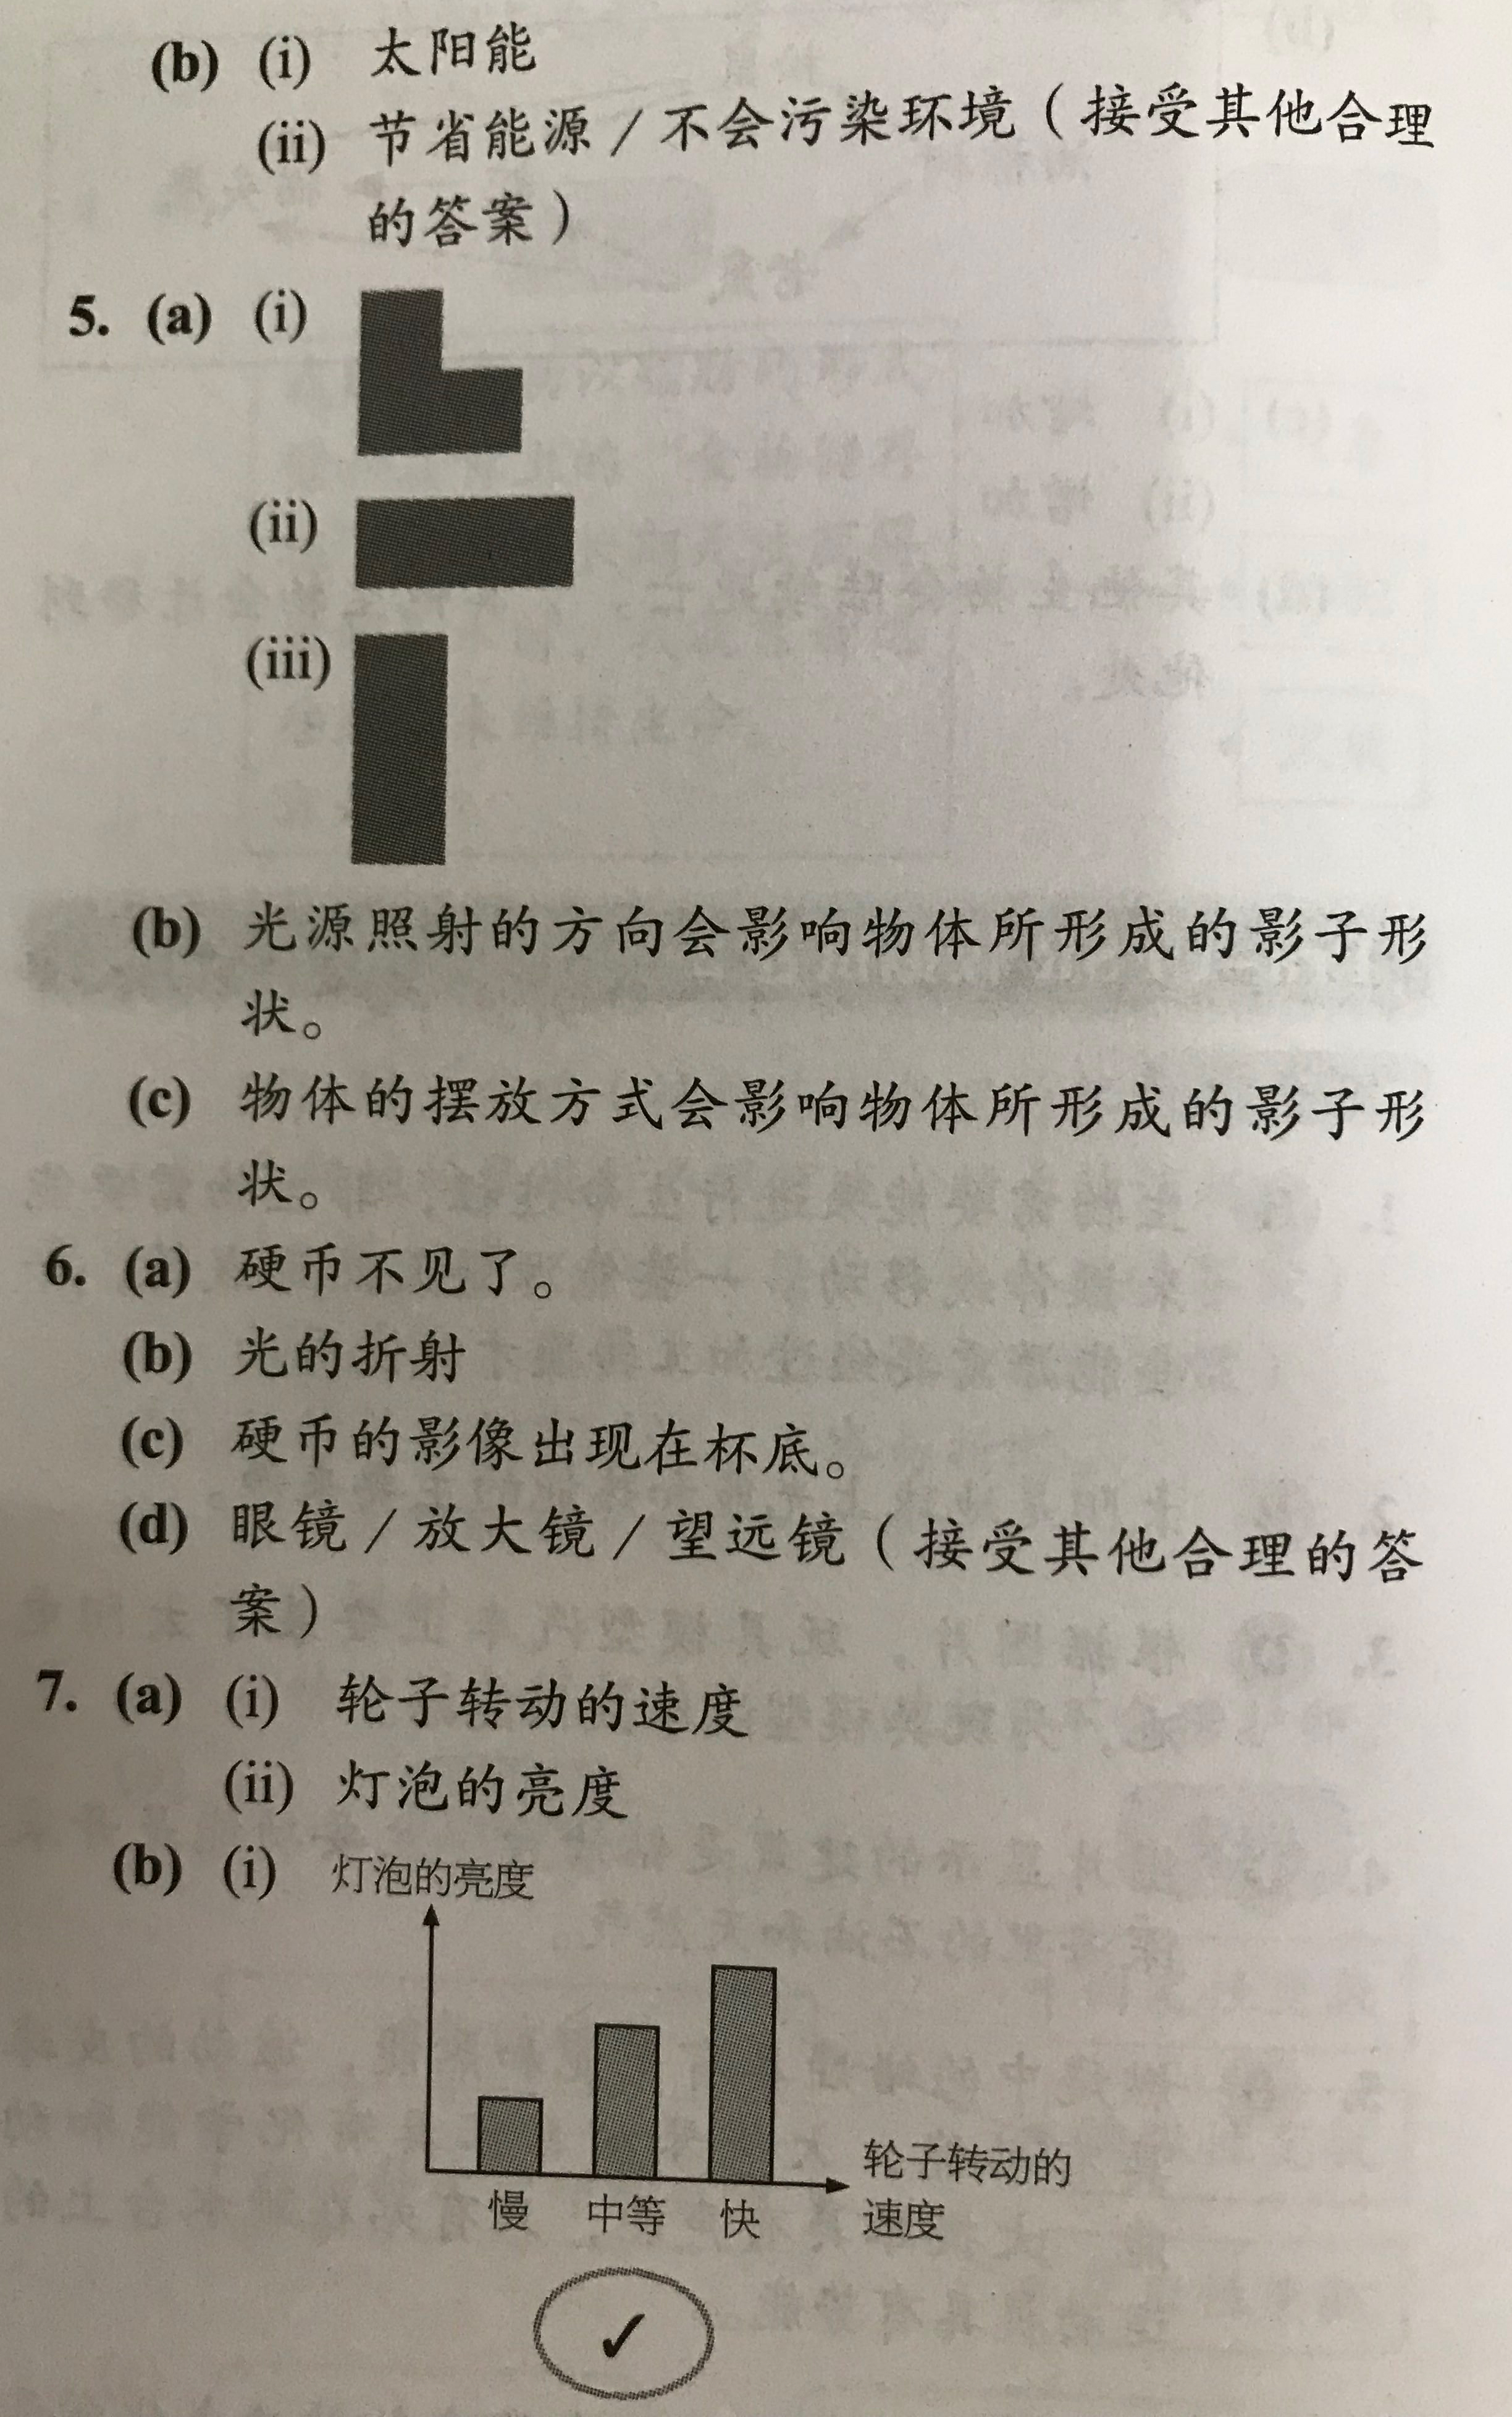 (b) (i) 太阳能
(ii) 节省能源 / 不会污染环境（接受其他合理
的答案）
5. (a) (i)
(ii)
(iii)
(b) 光源照射的方向会影响物体所形成的影子形
状。
(c) 物体的摆放方式会影响物体所形成的影子形
状。
6. (a) 硬币不见了。
(b) 光的折射
(c) 硬币的影像出现在杯底。
(d) 眼镜 / 放大镜 / 望远镜（接受其他合理的答
案）
7. (a) (i) 轮子转动的速度
(ii) 灯泡的亮度
(b) (i) 灯泡的亮度
轮子转动的
慢 中等 快 速度
✓